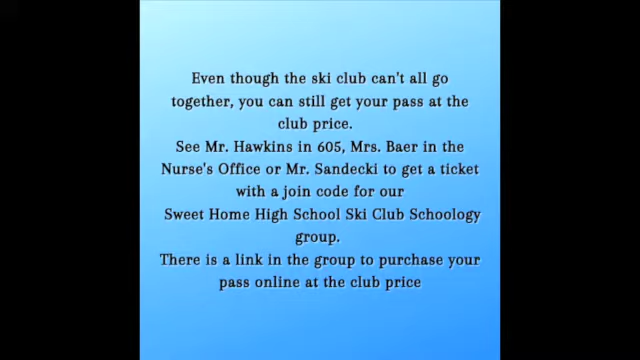 Even though the ski club can't all go
together, you can still get your pass at the
club price.
See Mr. Hawkins in 605, Mrs. Baer in the
Nurse's Office or Mr. Sandecki to get a ticket
with a join code for our
Sweet Home High School Ski Club Schoology
group.
There is a link in the group to purchase your
pass online at the club price